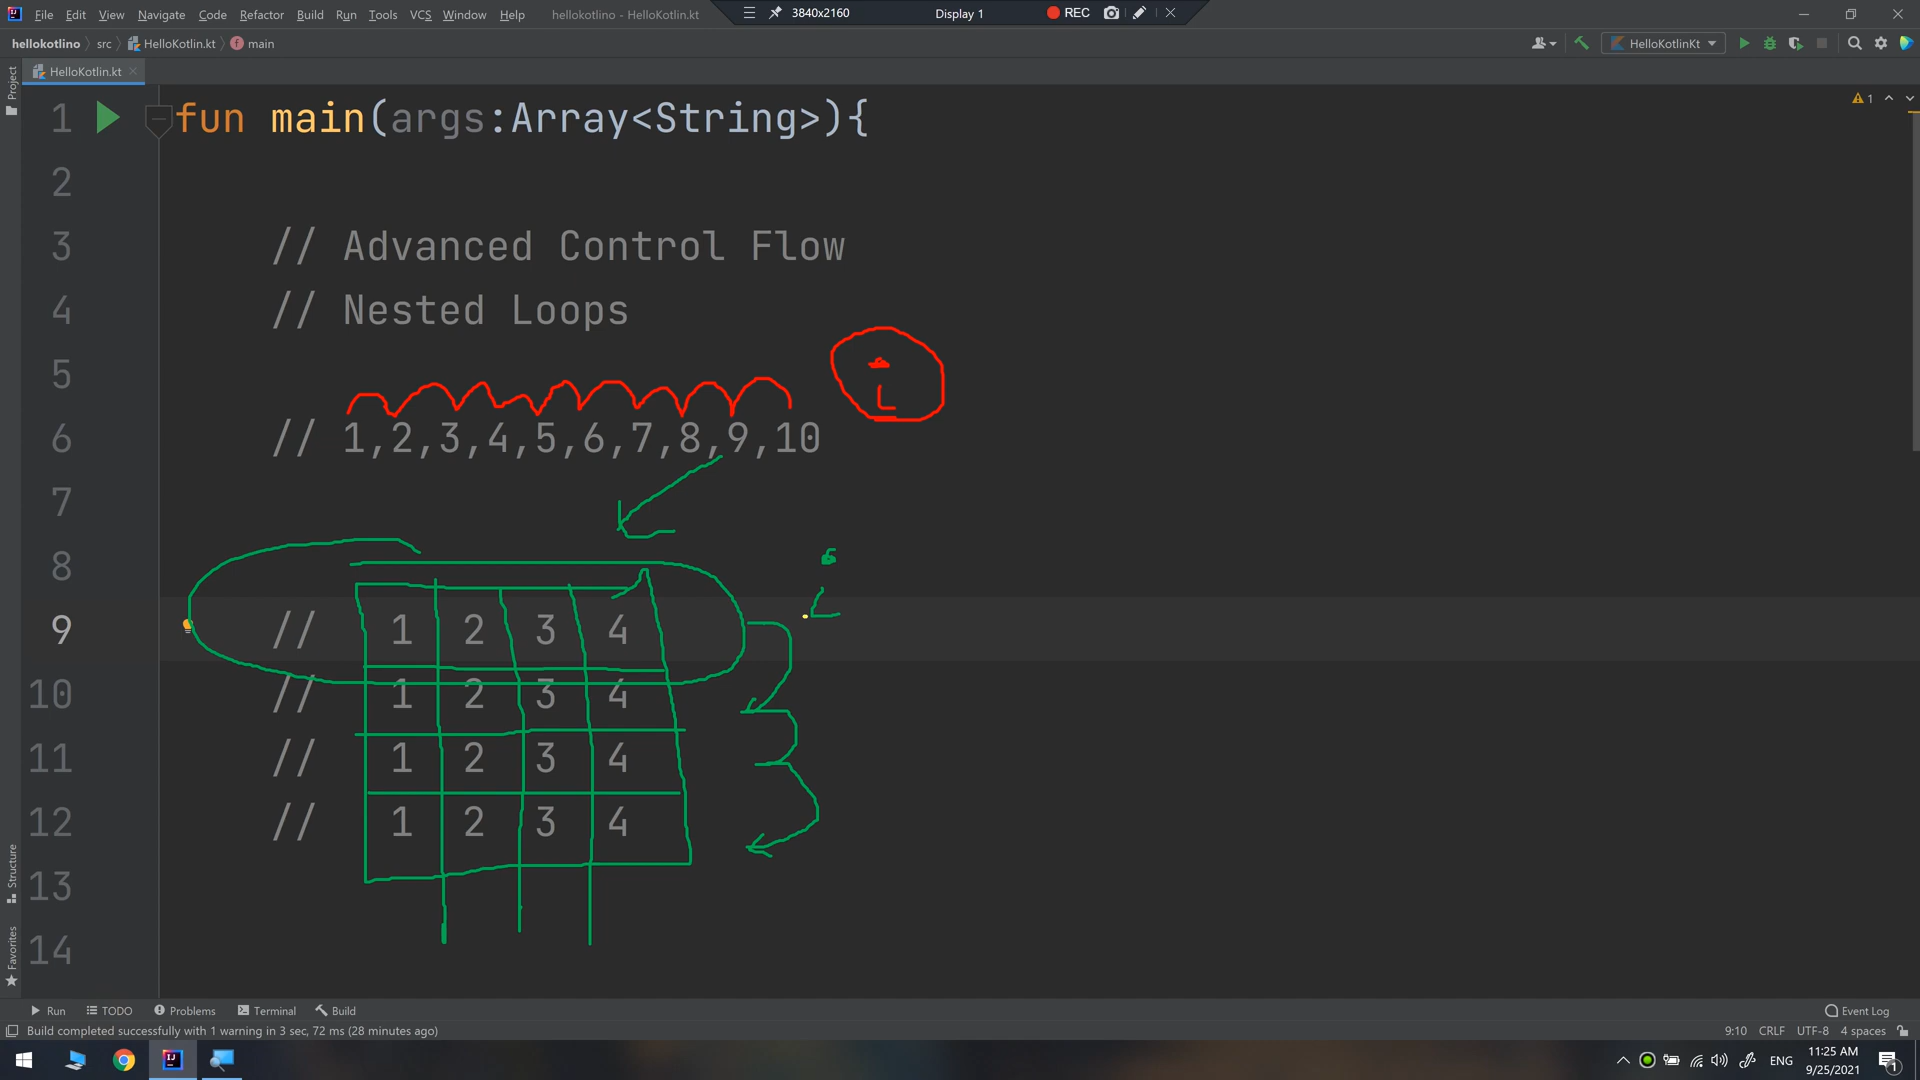 File Edit View Navigate Code Refactor Build Run Tools VCS Window Help hellokotlino - HelloKotlin.kt
3840x2160 Display 1 REC
hellokotlino src HelloKotlin.kt main HelloKotlinKt
HelloKotlin.kt
Project
1 fun main(args:Array<String>){
1
2
3 // Advanced Control Flow
4 // Nested Loops
5
i
6 // 1,2,3,4,5,6,7,8,9,10
7
8
i
9 // 1 2 3 4
10 // 1 2 3 4
11 // 1 2 3 4
12 // 1 2 3 4
13
14
Structure
Favorites
Run TODO Problems Terminal Build Event Log
Build completed successfully with 1 warning in 3 sec, 72 ms (28 minutes ago) 9:10 CRLF UTF-8 4 spaces
ENG 11:25 AM
9/25/2021 1